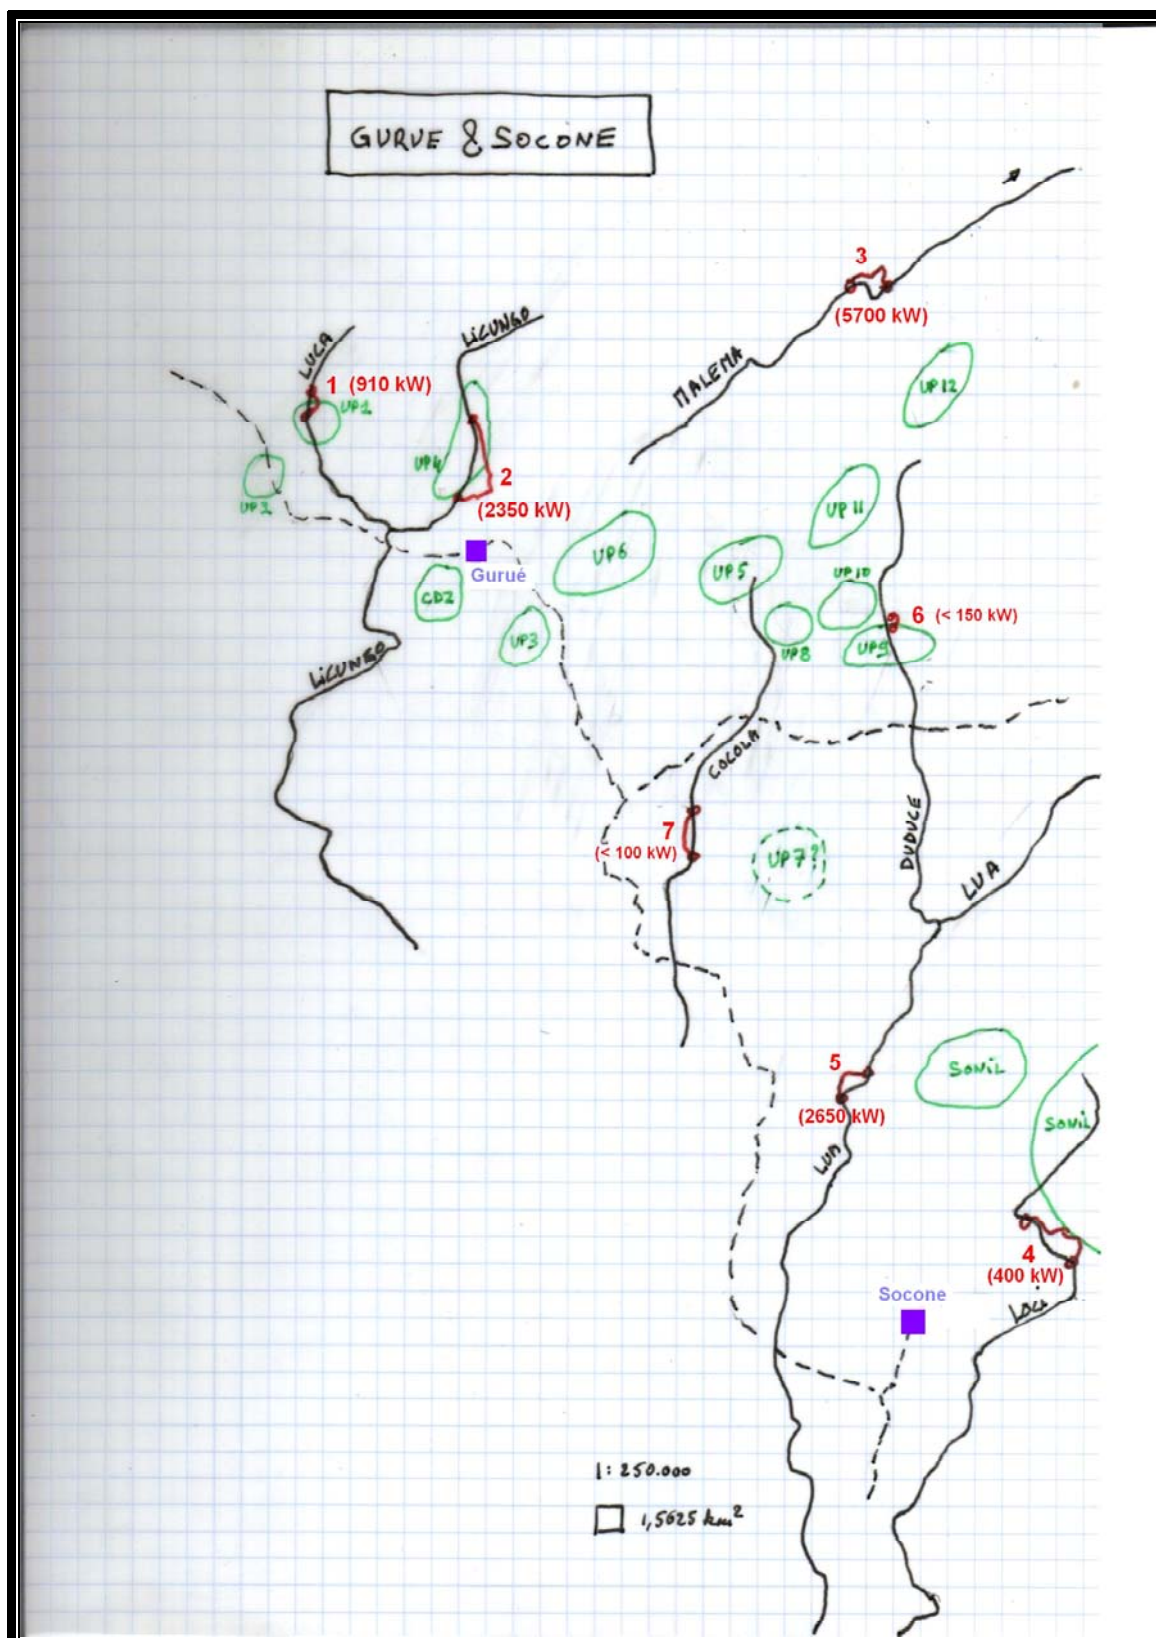 GURUE & SOCONE
3
(5700 kW)
LICUNGO
LUCA
MALEMA
1 (910 kW)
UP1
UP12
UP4
2
(2350 kW)
UP2
UP11
UP6
UP5
UP10
Gurué
CD2
6 (< 150 kW)
UP3
UP8
UP9
LICUNGO
COCOLA
7
(< 100 kW)
UP7?
DUDUCE
LUA
SONIL
5
(2650 kW)
SONIL
LUA
4
(400 kW)
Socone
LOCI
1: 250.000
1,5625 km²